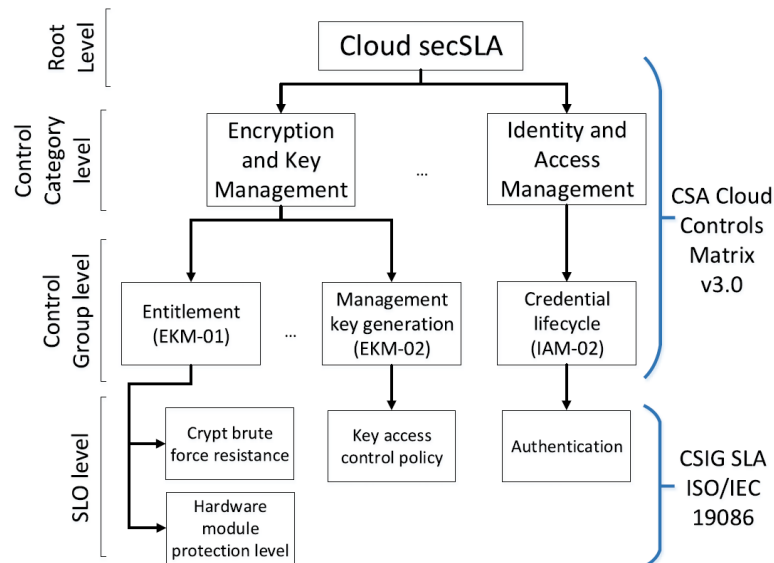 Root
Level
Cloud secSLA
Control
Category
level
Encryption
and Key
Management
...
Identity and
Access
Management
CSA Cloud
Controls
Matrix
v3.0
Control
Group level
Entitlement
(EKM-01)
...
Management
key generation
(EKM-02)
Credential
lifecycle
(IAM-02)
SLO level
Crypt brute
force resistance
Key access
control policy
Authentication
CSIG SLA
ISO/IEC
19086
Hardware
module
protection level